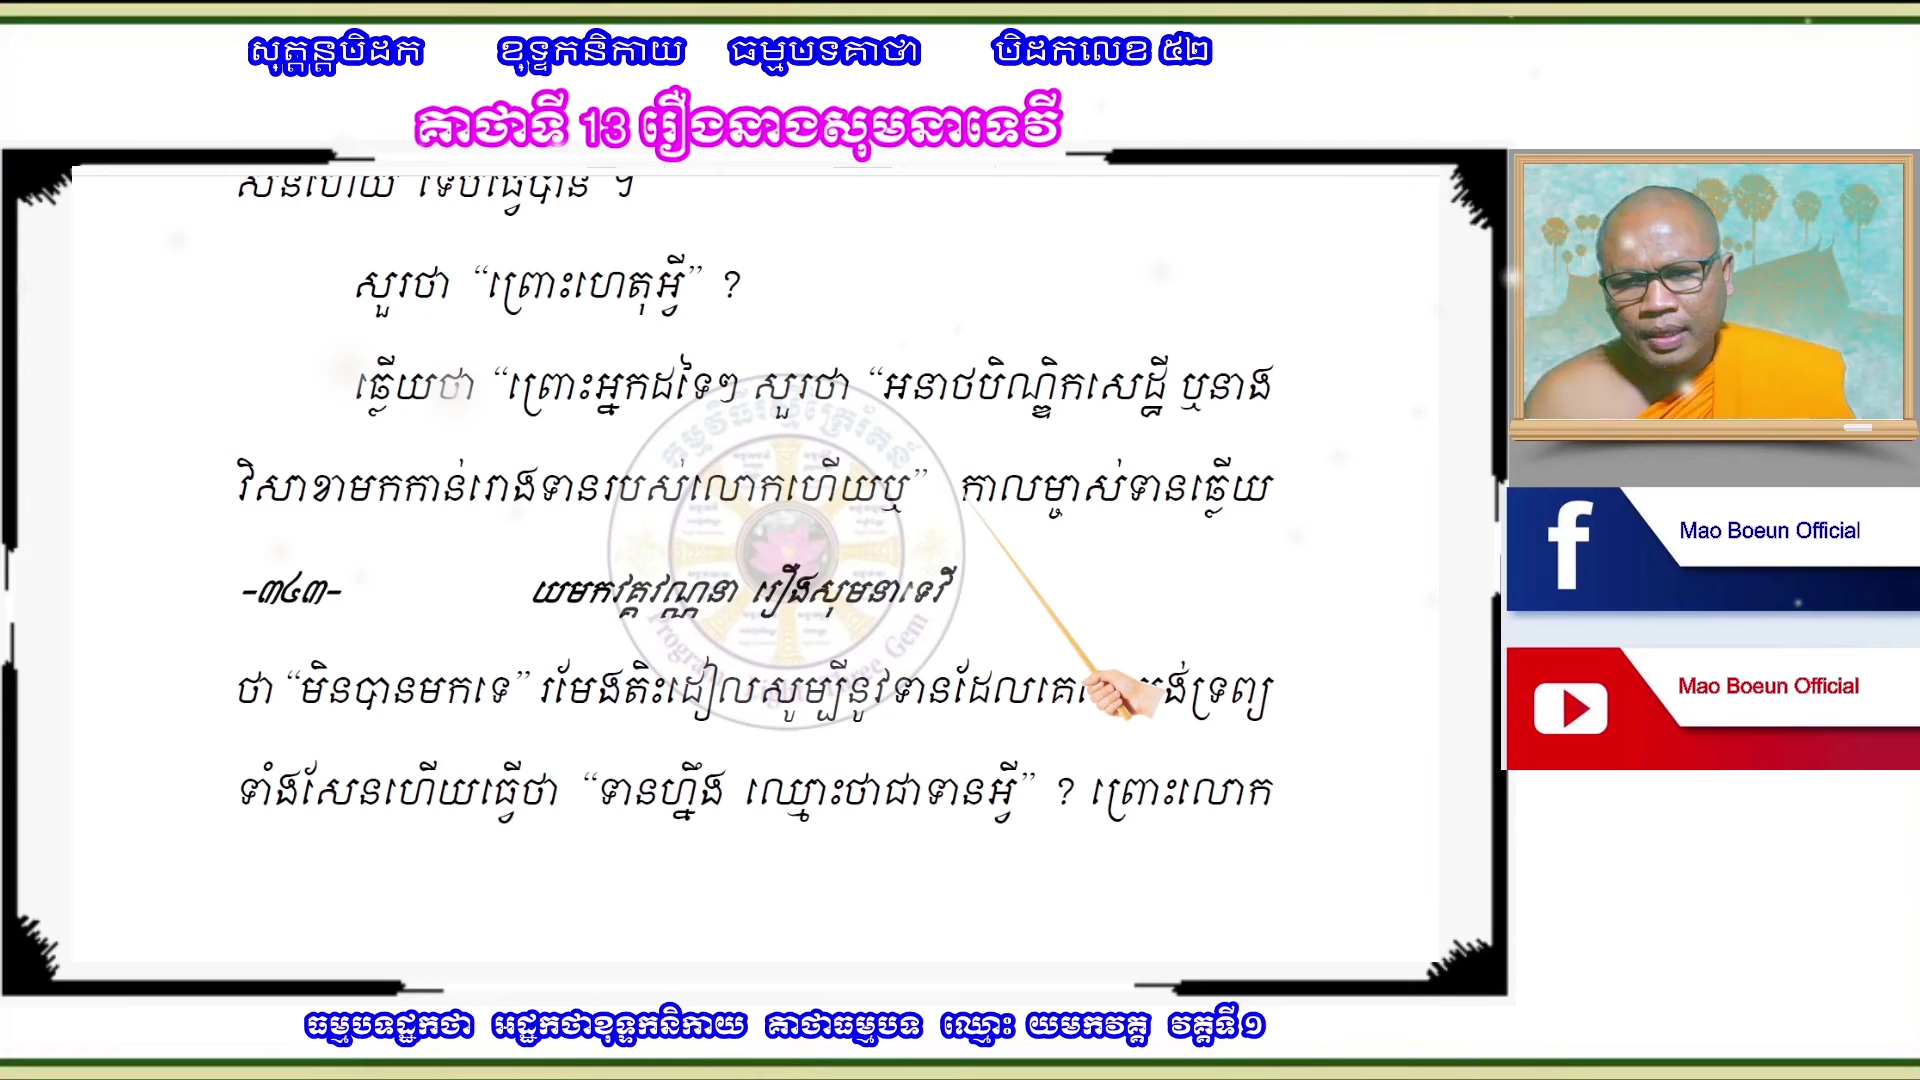 សុត្តន្តបិដក ខុទ្ទកនិកាយ ធម្មបទគាថា បិដកលេខ ៥២
គាថាទី 13 រឿងនាងសុមនាទេវី
សួរថា “ព្រោះហេតុអ្វី” ?
ឆ្លើយថា “ព្រោះអ្នកដទៃៗ សួរថា “អនាថបិណ្ឌិកសេដ្ឋី ឬនាង
វិសាខាមកកាន់រោងទានរបស់លោកហើយឬ” កាលម្ចាស់ទានឆ្លើយ
-៣៤៣- យមកវគ្គវណ្ណនា រឿងសុមនាទេវី
ថា “មិនបានមកទេ” រមែងតិះដៀលសូម្បីនូវទានដែលគេ ទ្រព្យ
ទាំងសែនហើយធ្វើថា “ទានហ្នឹង ឈ្មោះថាជាទានអ្វី” ? ព្រោះលោក
ធម្មបទដ្ឋកថា អដ្ឋកថាខុទ្ទកនិកាយ គាថាធម្មបទ ឈ្មោះ យមកវគ្គ វគ្គទី ១
Mao Boeun Official
Mao Boeun Official